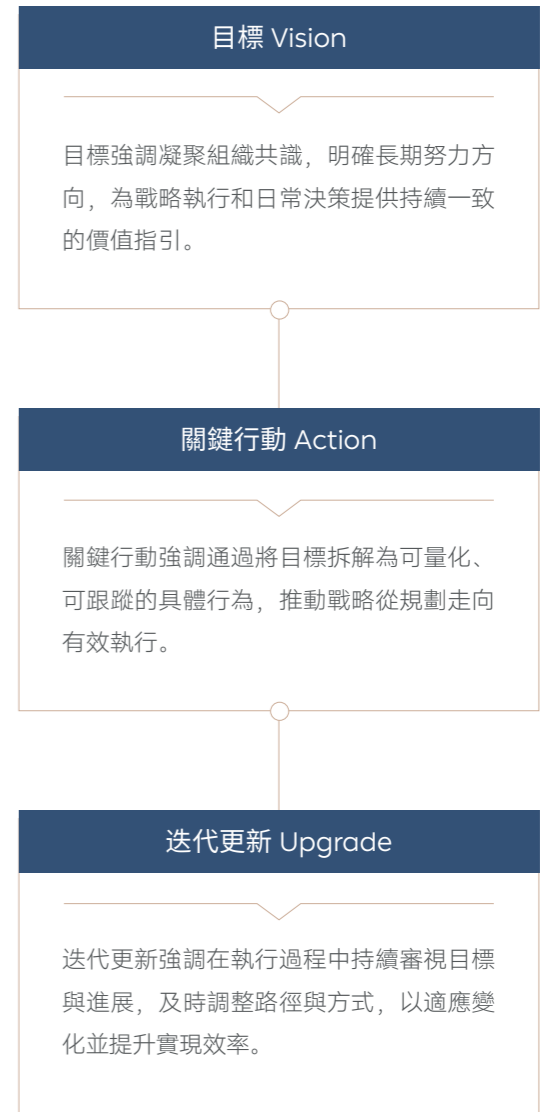 目標 Vision
目標強調凝聚組織共識，明確長期努力方
向，為戰略執行和日常決策提供持續一致
的價值指引。
關鍵行動 Action
關鍵行動強調通過將目標拆解為可量化、
可跟蹤的具體行為，推動戰略從規劃走向
有效執行。
迭代更新 Upgrade
迭代更新強調在執行過程中持續審視目標
與進展，及時調整路徑與方式，以適應變
化並提升實現效率。